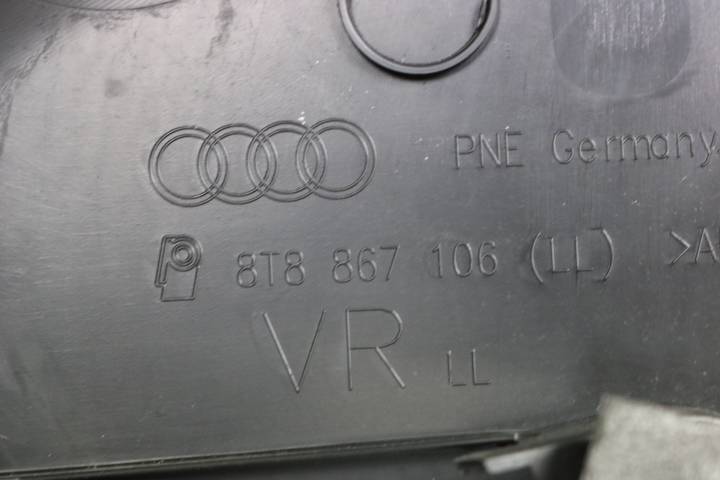 PNE Germany
8T8 867 106 (LL) >A
VR LL